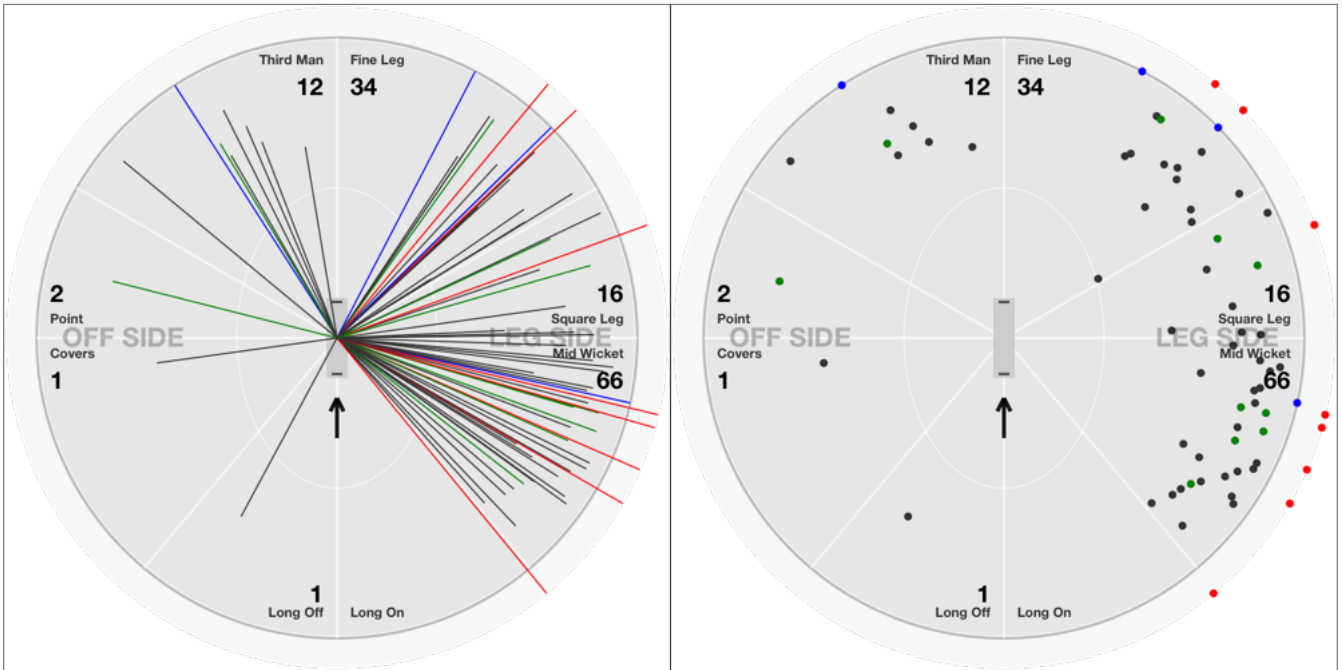 Third Man Fine Leg
12 34
2 16
Point Square Leg
OFF SIDE LEG SIDE
Covers Mid Wicket
1 66
1
Long Off Long On
Third Man Fine Leg
12 34
2 16
Point Square Leg
OFF SIDE LEG SIDE
Covers Mid Wicket
1 66
1
Long Off Long On